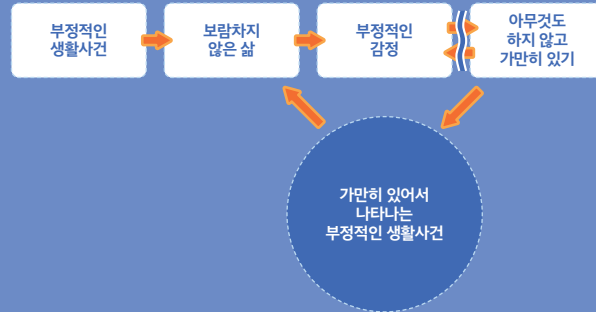 부정적인
생활사건
보람차지
않은 삶
부정적인
감정
아무것도
하지 않고
가만히 있기
가만히 있어서
나타나는
부정적인 생활사건